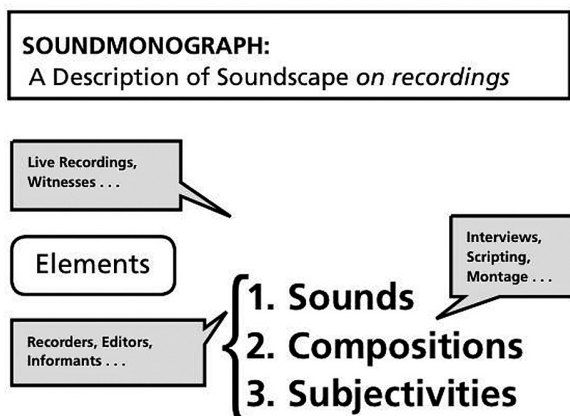 SOUNDMONOGRAPH:
A Description of Soundscape on recordings
Live Recordings,
Witnesses . . .
Elements
Recorders, Editors,
Informants . . .
Interviews,
Scripting,
Montage . . .
1. Sounds
2. Compositions
3. Subjectivities